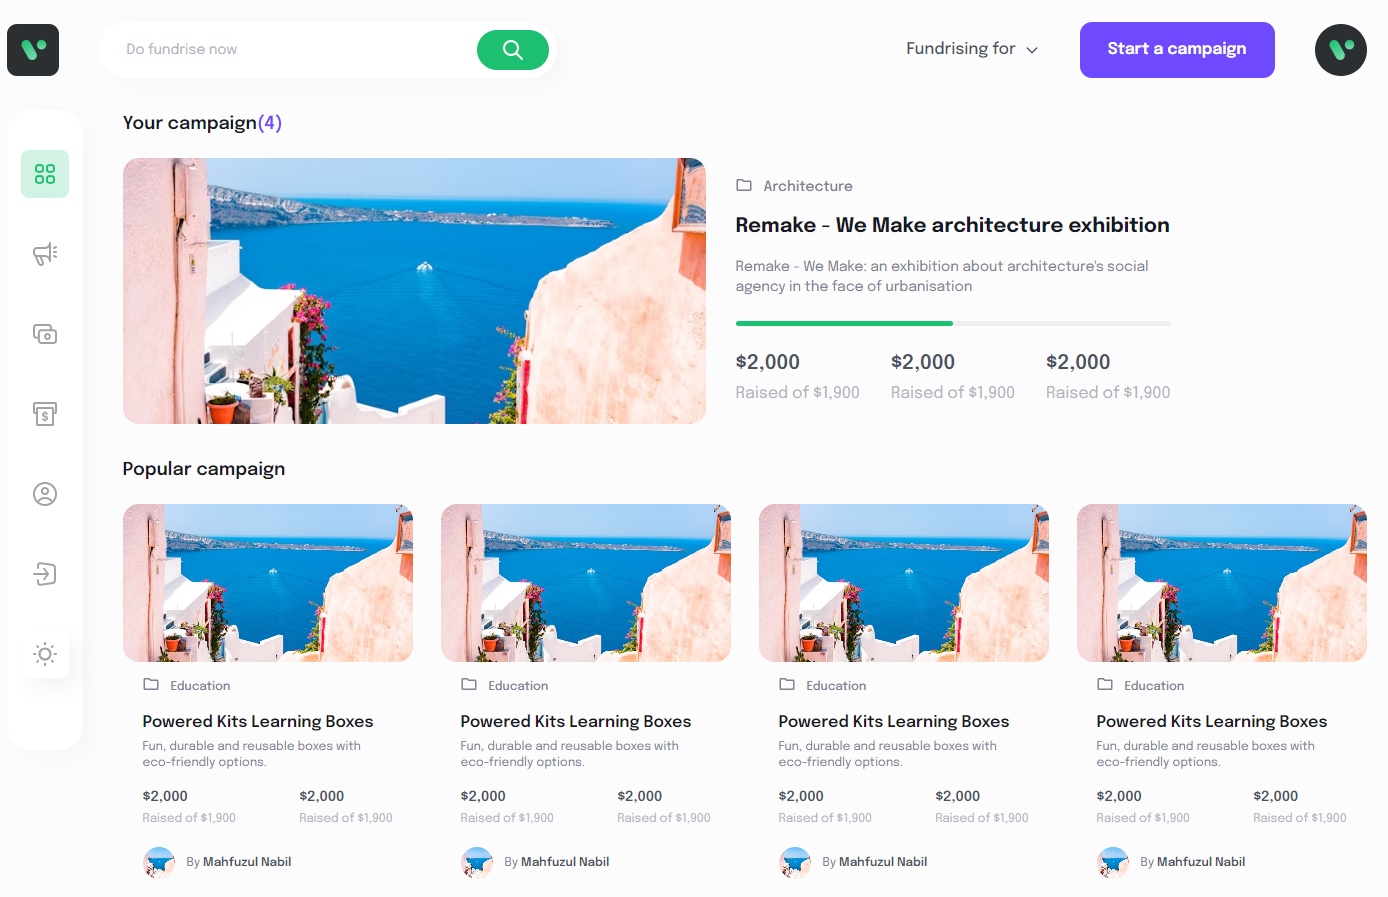 Do fundrise now
Fundrising for
Start a campaign
Your campaign(4)
Architecture
Remake - We Make architecture exhibition
Remake - We Make: an exhibition about architecture's social
agency in the face of urbanisation
$2,000 $2,000 $2,000
Raised of $1,900 Raised of $1,900 Raised of $1,900
Popular campaign
Education
Powered Kits Learning Boxes
Fun, durable and reusable boxes with
eco-friendly options.
$2,000 $2,000
Raised of $1,900 Raised of $1,900
By Mahfuzul Nabil
Education
Powered Kits Learning Boxes
Fun, durable and reusable boxes with
eco-friendly options.
$2,000 $2,000
Raised of $1,900 Raised of $1,900
By Mahfuzul Nabil
Education
Powered Kits Learning Boxes
Fun, durable and reusable boxes with
eco-friendly options.
$2,000 $2,000
Raised of $1,900 Raised of $1,900
By Mahfuzul Nabil
Education
Powered Kits Learning Boxes
Fun, durable and reusable boxes with
eco-friendly options.
$2,000 $2,000
Raised of $1,900 Raised of $1,900
By Mahfuzul Nabil